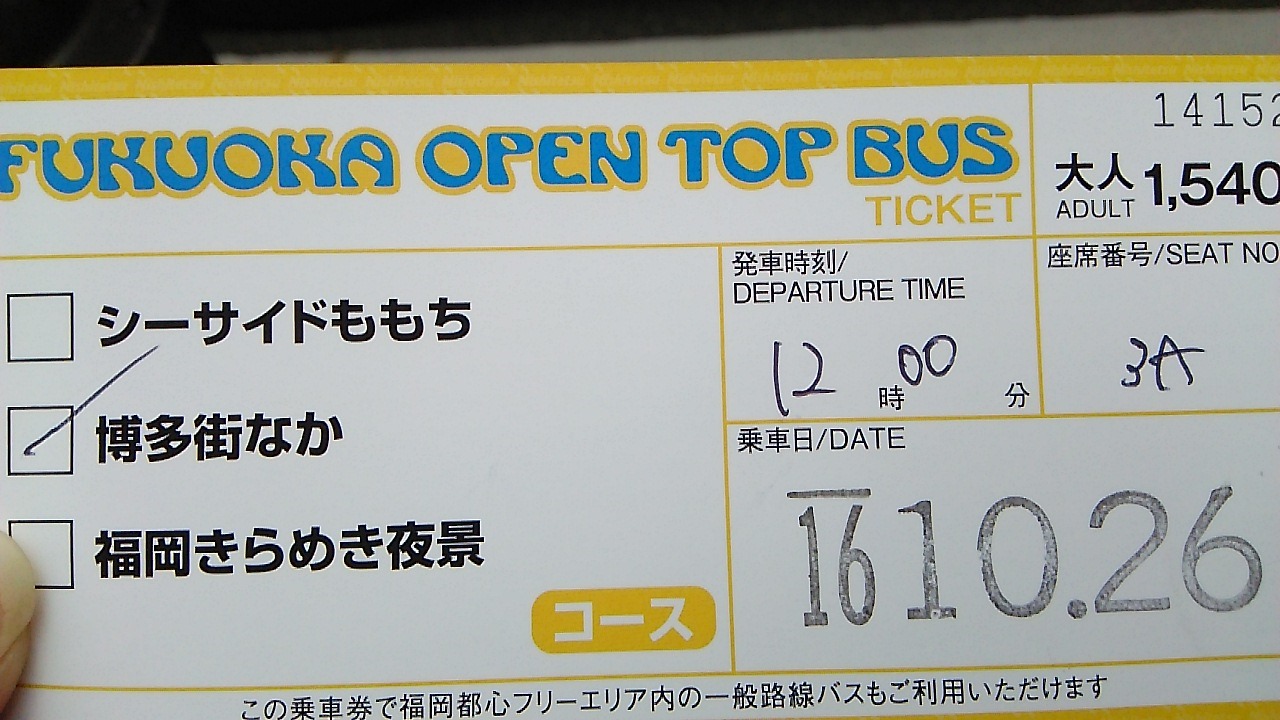 FUKUOKA OPEN TOP BUS
TICKET
14152
大人 1,540
ADULT
シーサイドももち
博多街なか
福岡きらめき夜景
コース
発車時刻/
DEPARTURE TIME
12時00分
座席番号/SEAT NO
3A
乗車日/DATE
16 10.26
この乗車券で福岡都心フリーエリア内の一般路線バスもご利用いただけます